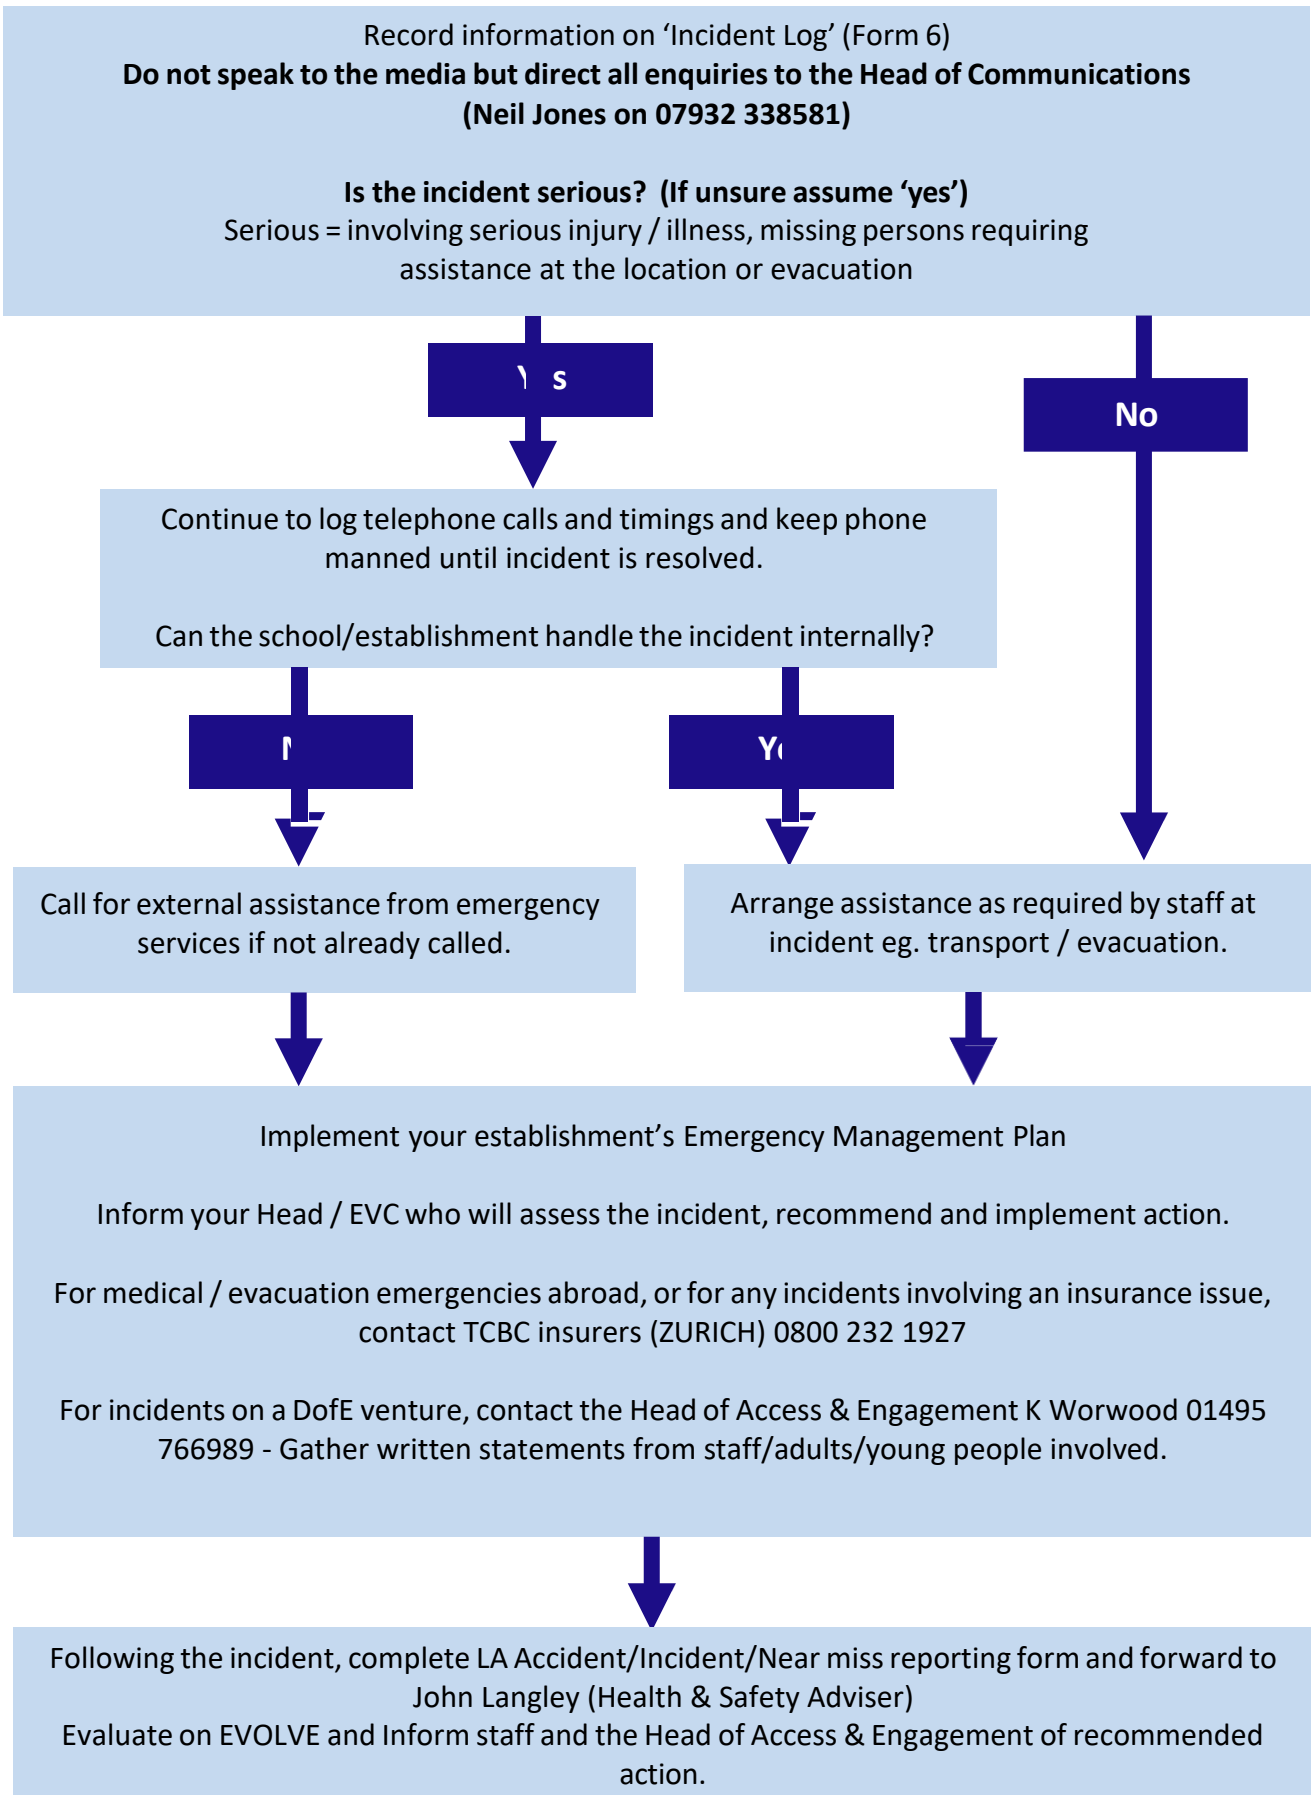 Record information on ‘Incident Log’ (Form 6)
Do not speak to the media but direct all enquiries to the Head of Communications
(Neil Jones on 07932 338581)
Is the incident serious? (If unsure assume ‘yes’)
Serious = involving serious injury / illness, missing persons requiring
assistance at the location or evacuation
No
Continue to log telephone calls and timings and keep phone
manned until incident is resolved.
Can the school/establishment handle the incident internally?
Call for external assistance from emergency
services if not already called.
Arrange assistance as required by staff at
incident eg. transport / evacuation.
Implement your establishment’s Emergency Management Plan
Inform your Head / EVC who will assess the incident, recommend and implement action.
For medical / evacuation emergencies abroad, or for any incidents involving an insurance issue,
contact TCBC insurers (ZURICH) 0800 232 1927
For incidents on a DofE venture, contact the Head of Access & Engagement K Worwood 01495
766989 - Gather written statements from staff/adults/young people involved.
Following the incident, complete LA Accident/Incident/Near miss reporting form and forward to
John Langley (Health & Safety Adviser)
Evaluate on EVOLVE and Inform staff and the Head of Access & Engagement of recommended
action.